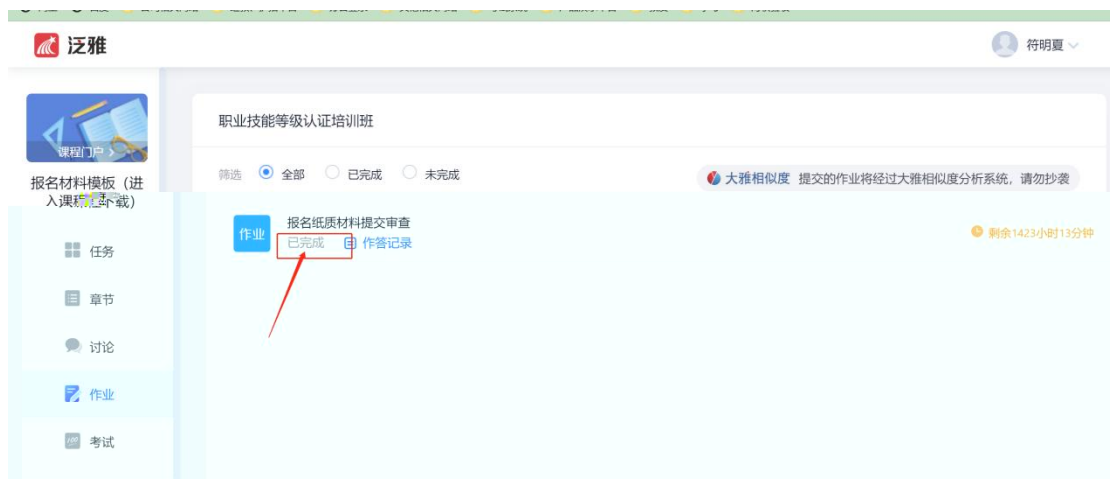 泛雅
符明夏
课程门户 >
报名材料模板（进
职业技能等级认证培训班
筛选 全部 已完成 未完成
大雅相似度 提交的作业将经过大雅相似度分析系统，请勿抄袭
作业
报名纸质材料提交审查
已完成 作答记录
剩余1423小时13分钟
任务
章节
讨论
作业
考试